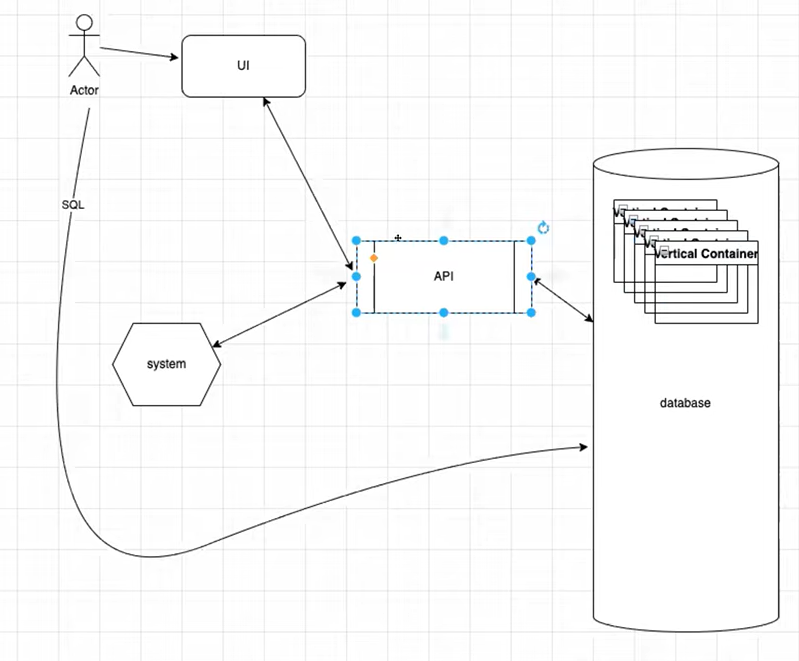 UI
Actor
SQL
Vertical Container
API
system
database